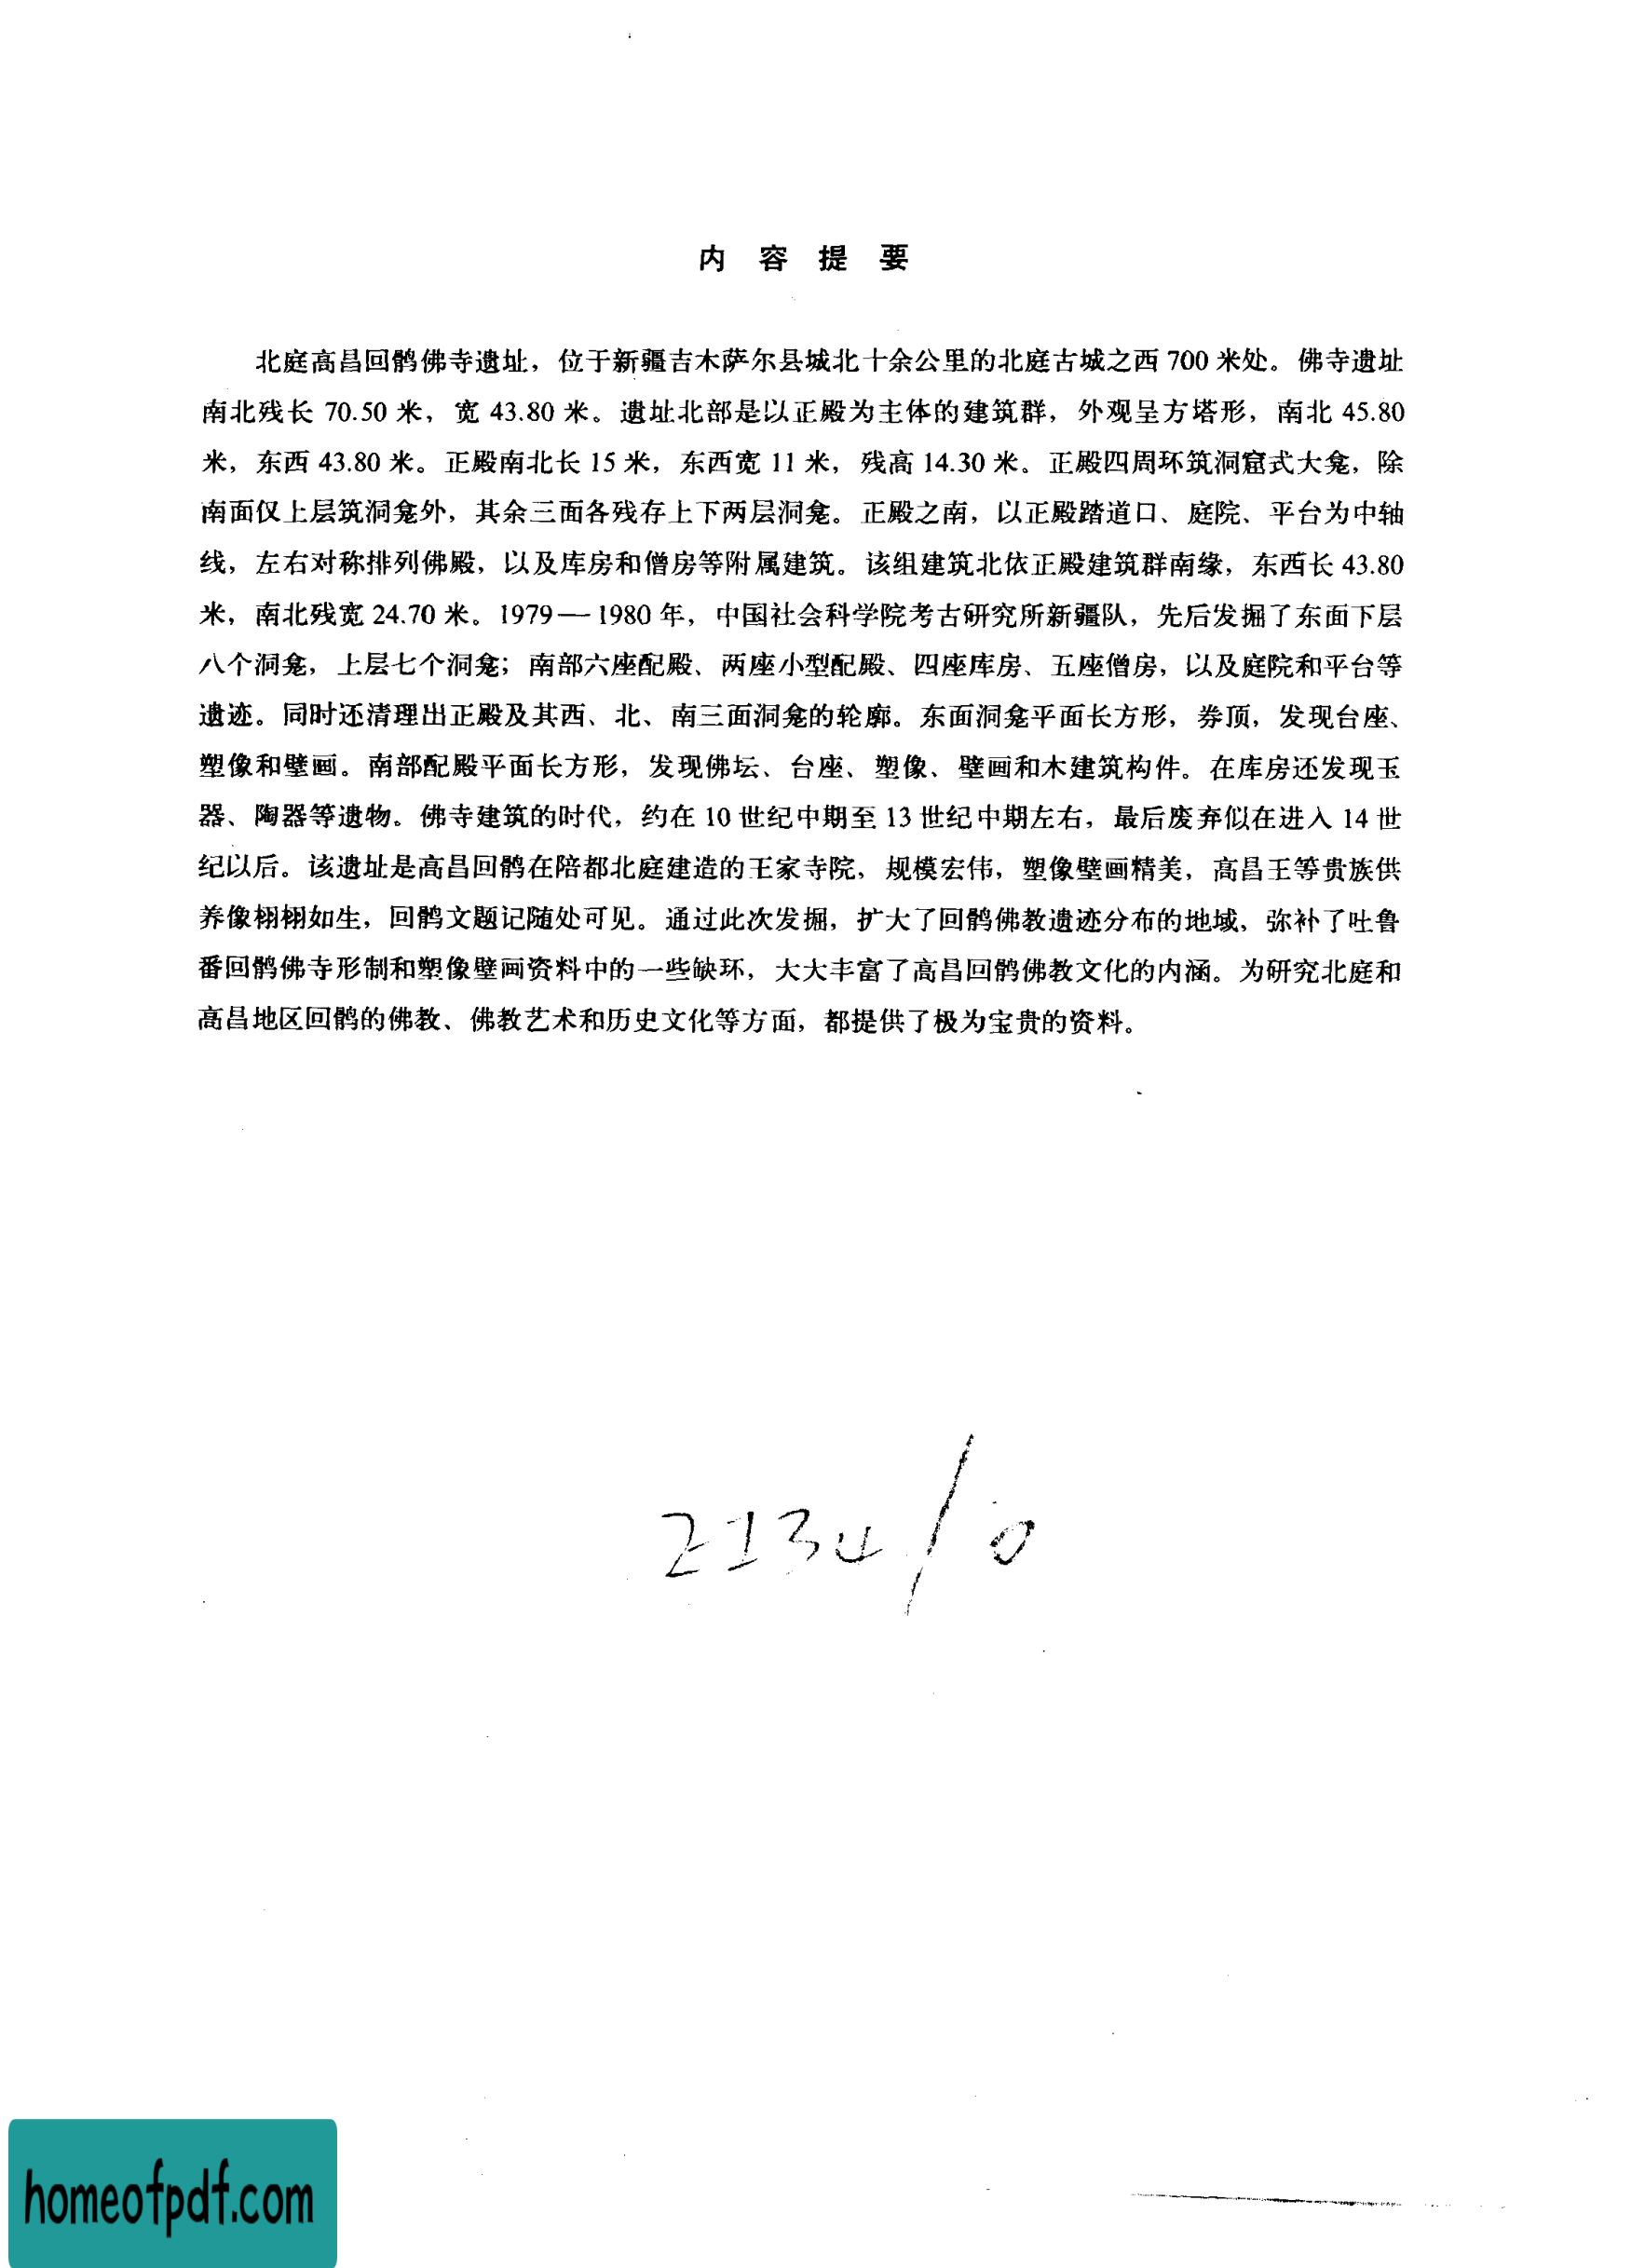 内 容 提 要
北庭高昌回鹘佛寺遗址，位于新疆吉木萨尔县城北十余公里的北庭古城之西 700 米处。佛寺遗址
南北残长 70.50 米，宽 43.80 米。遗址北部是以正殿为主体的建筑群，外观呈方塔形，南北 45.80
米，东西 43.80 米。正殿南北长 15 米，东西宽 11 米，残高 14.30 米。正殿四周环筑洞窟式大龛，除
南面仅上层筑洞龛外，其余三面各残存上下两层洞龛。正殿之南，以正殿踏道口、庭院、平台为中轴
线，左右对称排列佛殿，以及库房和僧房等附属建筑。该组建筑北依正殿建筑群南缘，东西长 43.80
米，南北残宽 24.70 米。1979—1980 年，中国社会科学院考古研究所新疆队，先后发掘了东面下层
八个洞龛，上层七个洞龛；南部六座配殿、两座小型配殿、四座库房、五座僧房，以及庭院和平台等
遗迹。同时还清理出正殿及其西、北、南三面洞龛的轮廓。东面洞龛平面长方形，券顶，发现台座、
塑像和壁画。南部配殿平面长方形，发现佛坛、台座、塑像、壁画和木建筑构件。在库房还发现玉
器、陶器等遗物。佛寺建筑的时代，约在 10 世纪中期至 13 世纪中期左右，最后废弃似在进入 14 世
纪以后。该遗址是高昌回鹘在陪都北庭建造的王家寺院，规模宏伟，塑像壁画精美，高昌王等贵族供
养像栩栩如生，回鹘文题记随处可见。通过此次发掘，扩大了回鹘佛教遗迹分布的地域，弥补了吐鲁
番回鹘佛寺形制和塑像壁画资料中的一些缺环，大大丰富了高昌回鹘佛教文化的内涵。为研究北庭和
高昌地区回鹘的佛教、佛教艺术和历史文化等方面，都提供了极为宝贵的资料。
2134/0
homeofpdf.com